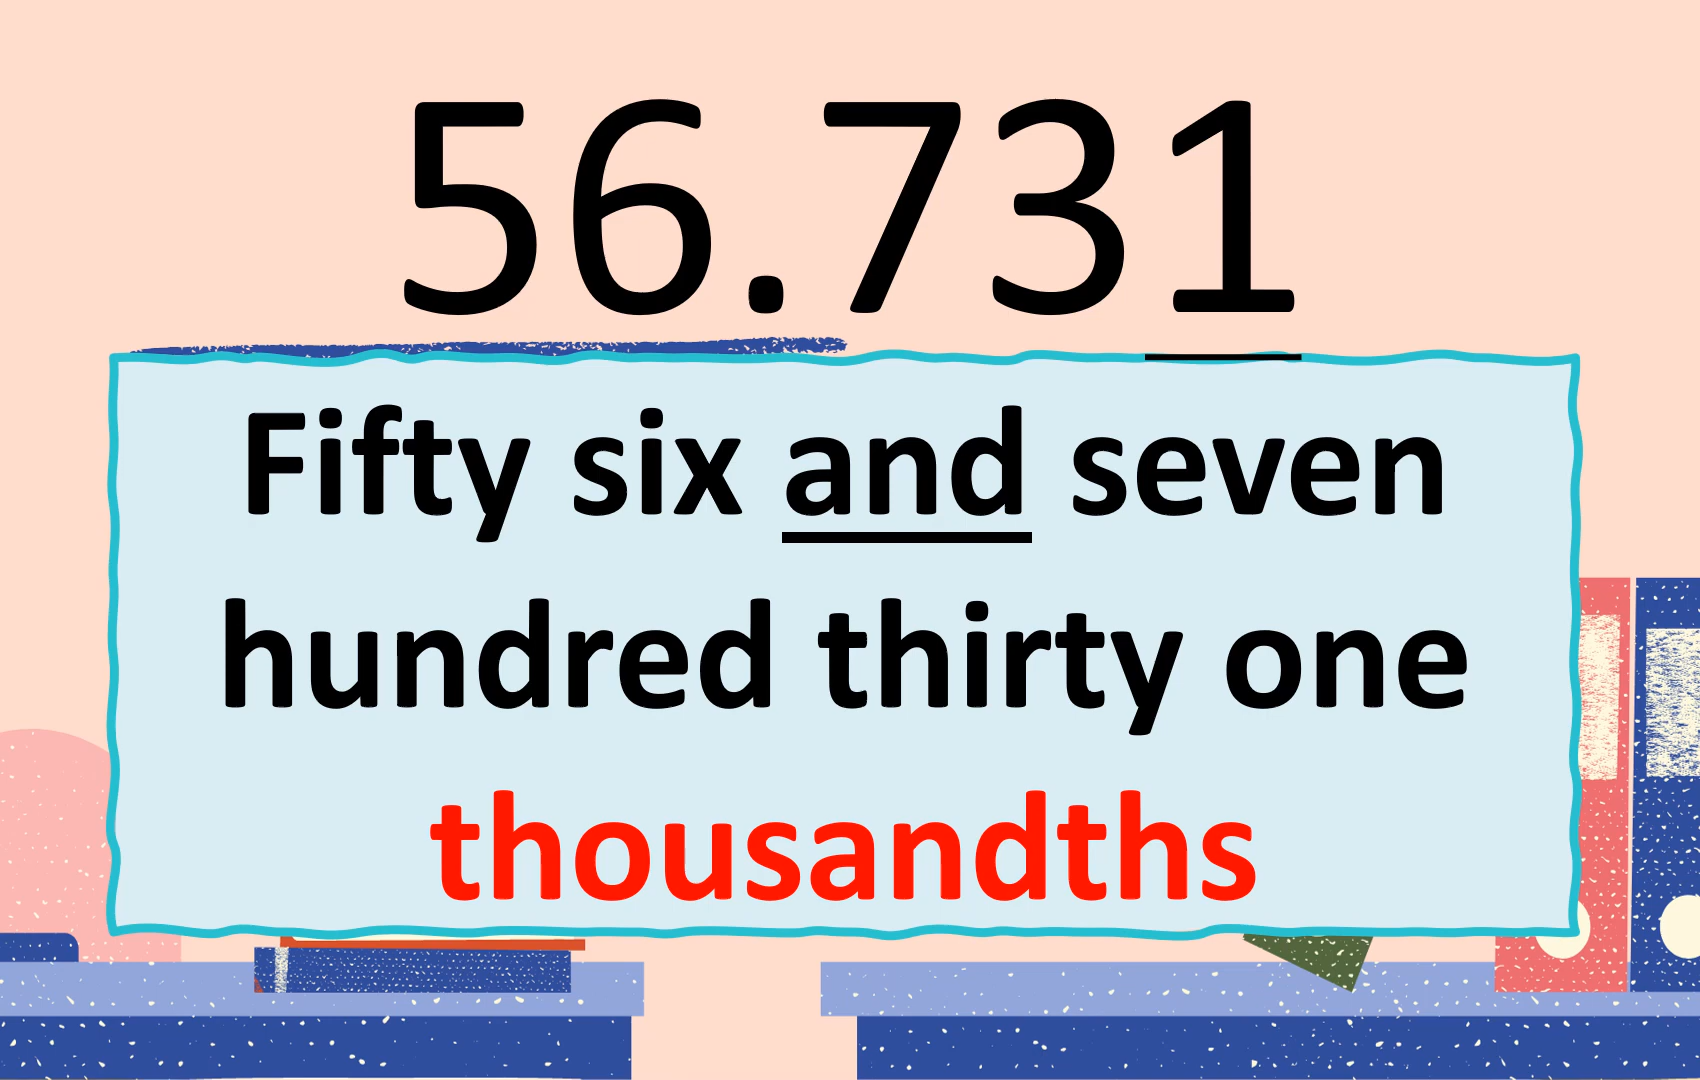 56.731
Fifty six and seven
hundred thirty one
thousandths